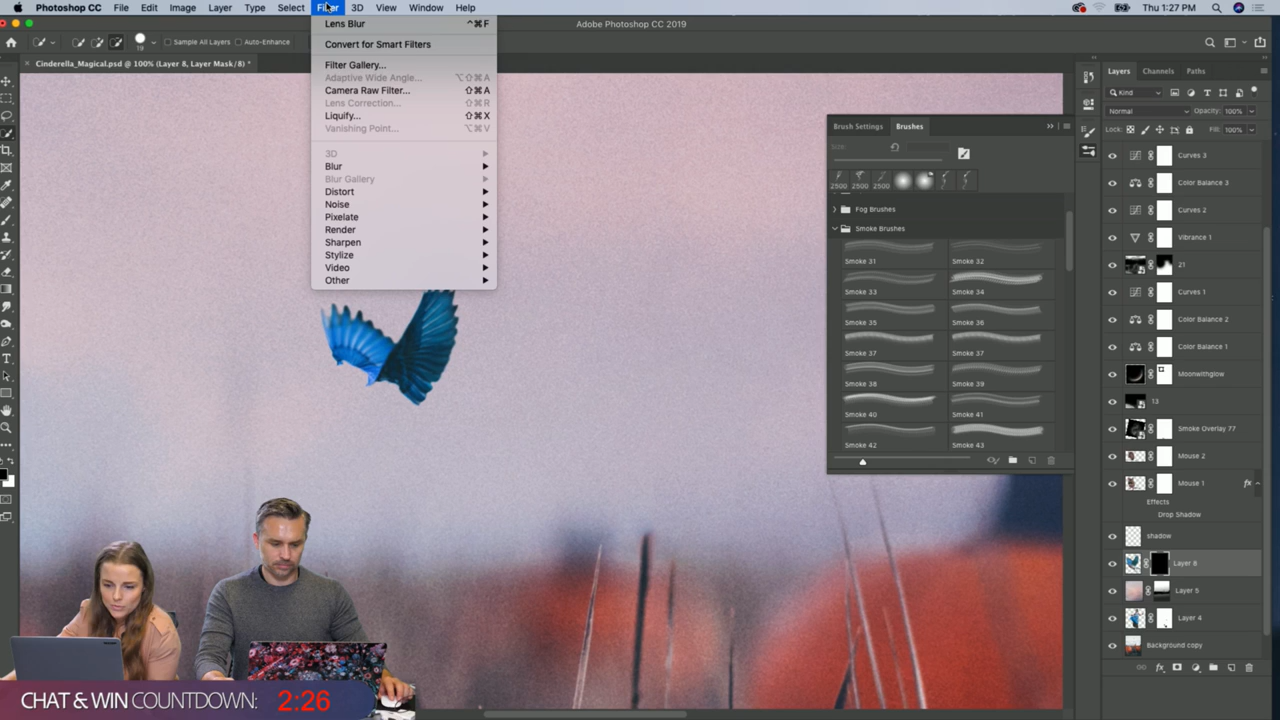 Photoshop CC File Edit Image Layer Type Select Filter 3D View Window Help
Thu 1:27 PM
Adobe Photoshop CC 2019
19
Sample All Layers
Auto-Enhance
Cinderella_Magical.psd @ 100% (Layer 8, Layer Mask/8) *
Lens Blur ^⌘F
Convert for Smart Filters
Filter Gallery...
Adaptive Wide Angle... ⌥⇧⌘A
Camera Raw Filter... ⇧⌘A
Lens Correction... ⇧⌘R
Liquify... ⇧⌘X
Vanishing Point... ⌥⌘V
3D
Blur
Blur Gallery
Distort
Noise
Pixelate
Render
Sharpen
Stylize
Video
Other
Brush Settings Brushes
Size:
2500 2500 2500
Fog Brushes
Smoke Brushes
Smoke 31 Smoke 32
Smoke 33 Smoke 34
Smoke 35 Smoke 36
Smoke 37 Smoke 37
Smoke 38 Smoke 39
Smoke 40 Smoke 41
Smoke 42 Smoke 43
Layers Channels Paths
Kind
Normal Opacity: 100%
Lock: Fill: 100%
Curves 3
Color Balance 3
Curves 2
Vibrance 1
21
Curves 1
Color Balance 2
Color Balance 1
Moonwithglow
13
Smoke Overlay 77
Mouse 2
Mouse 1 fx
Effects
Drop Shadow
shadow
Layer 8
Layer 5
Layer 4
Background copy
CHAT & WIN COUNTDOWN: 2:26